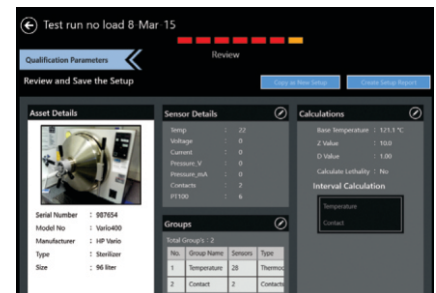 Test run no load 8-Mar-15
Review
Qualification Parameters
Review and Save the Setup
Copy as New Setup
Create Setup Report
Asset Details
Serial Number : 987654
Model No : Vario400
Manufacturer : HP Vario
Type : Sterilizer
Size : 96 liter
Sensor Details
Temp : 22
Voltage : 0
Current : 0
Pressure_V : 0
Pressure_mA : 0
Contacts : 2
PT100 : 6
Groups
Total Group's : 2
No. Group Name Sensors Type
1 Temperature 28 Thermoc
2 Contact 2 Contacts
Calculations
Base Temperature : 121.1 °C
Z Value : 10.0
D Value : 1.00
Calculate Lethality : No
Interval Calculation
Temperature
Contact